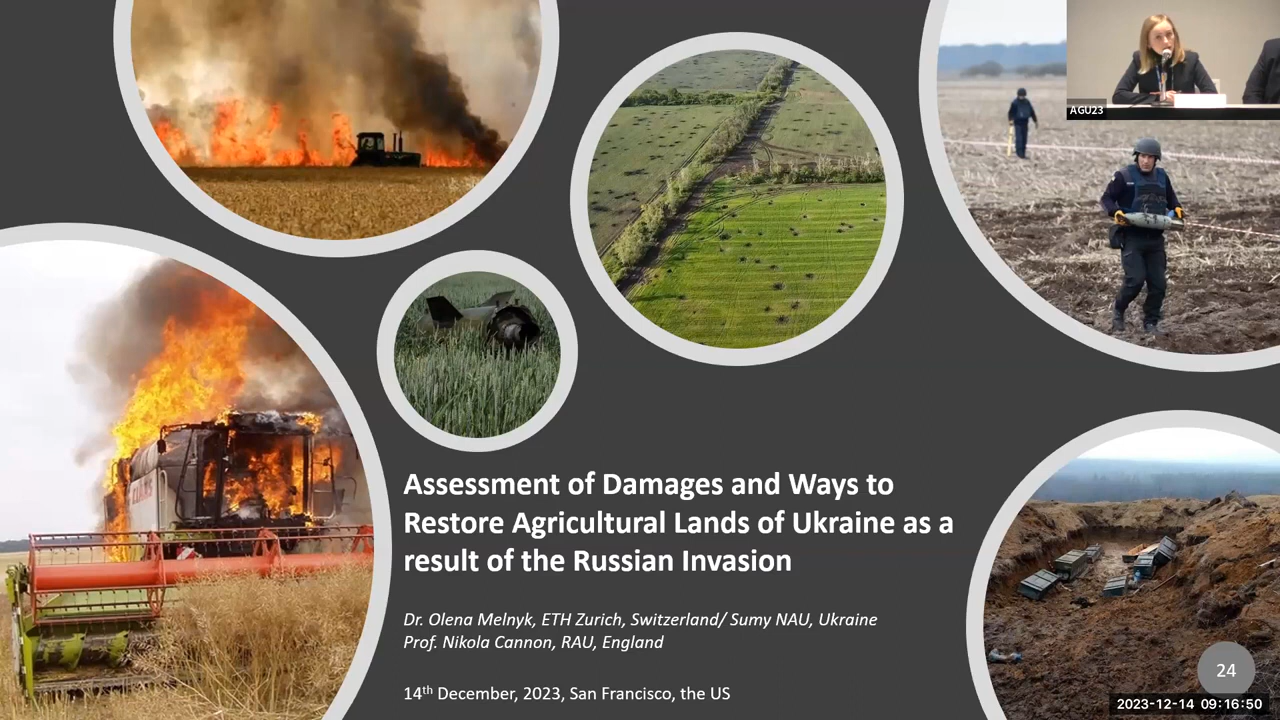 AGU23
Assessment of Damages and Ways to
Restore Agricultural Lands of Ukraine as a
result of the Russian Invasion
Dr. Olena Melnyk, ETH Zurich, Switzerland/ Sumy NAU, Ukraine
Prof. Nikola Cannon, RAU, England
14th December, 2023, San Francisco, the US
24
2023-12-14 09:16:50